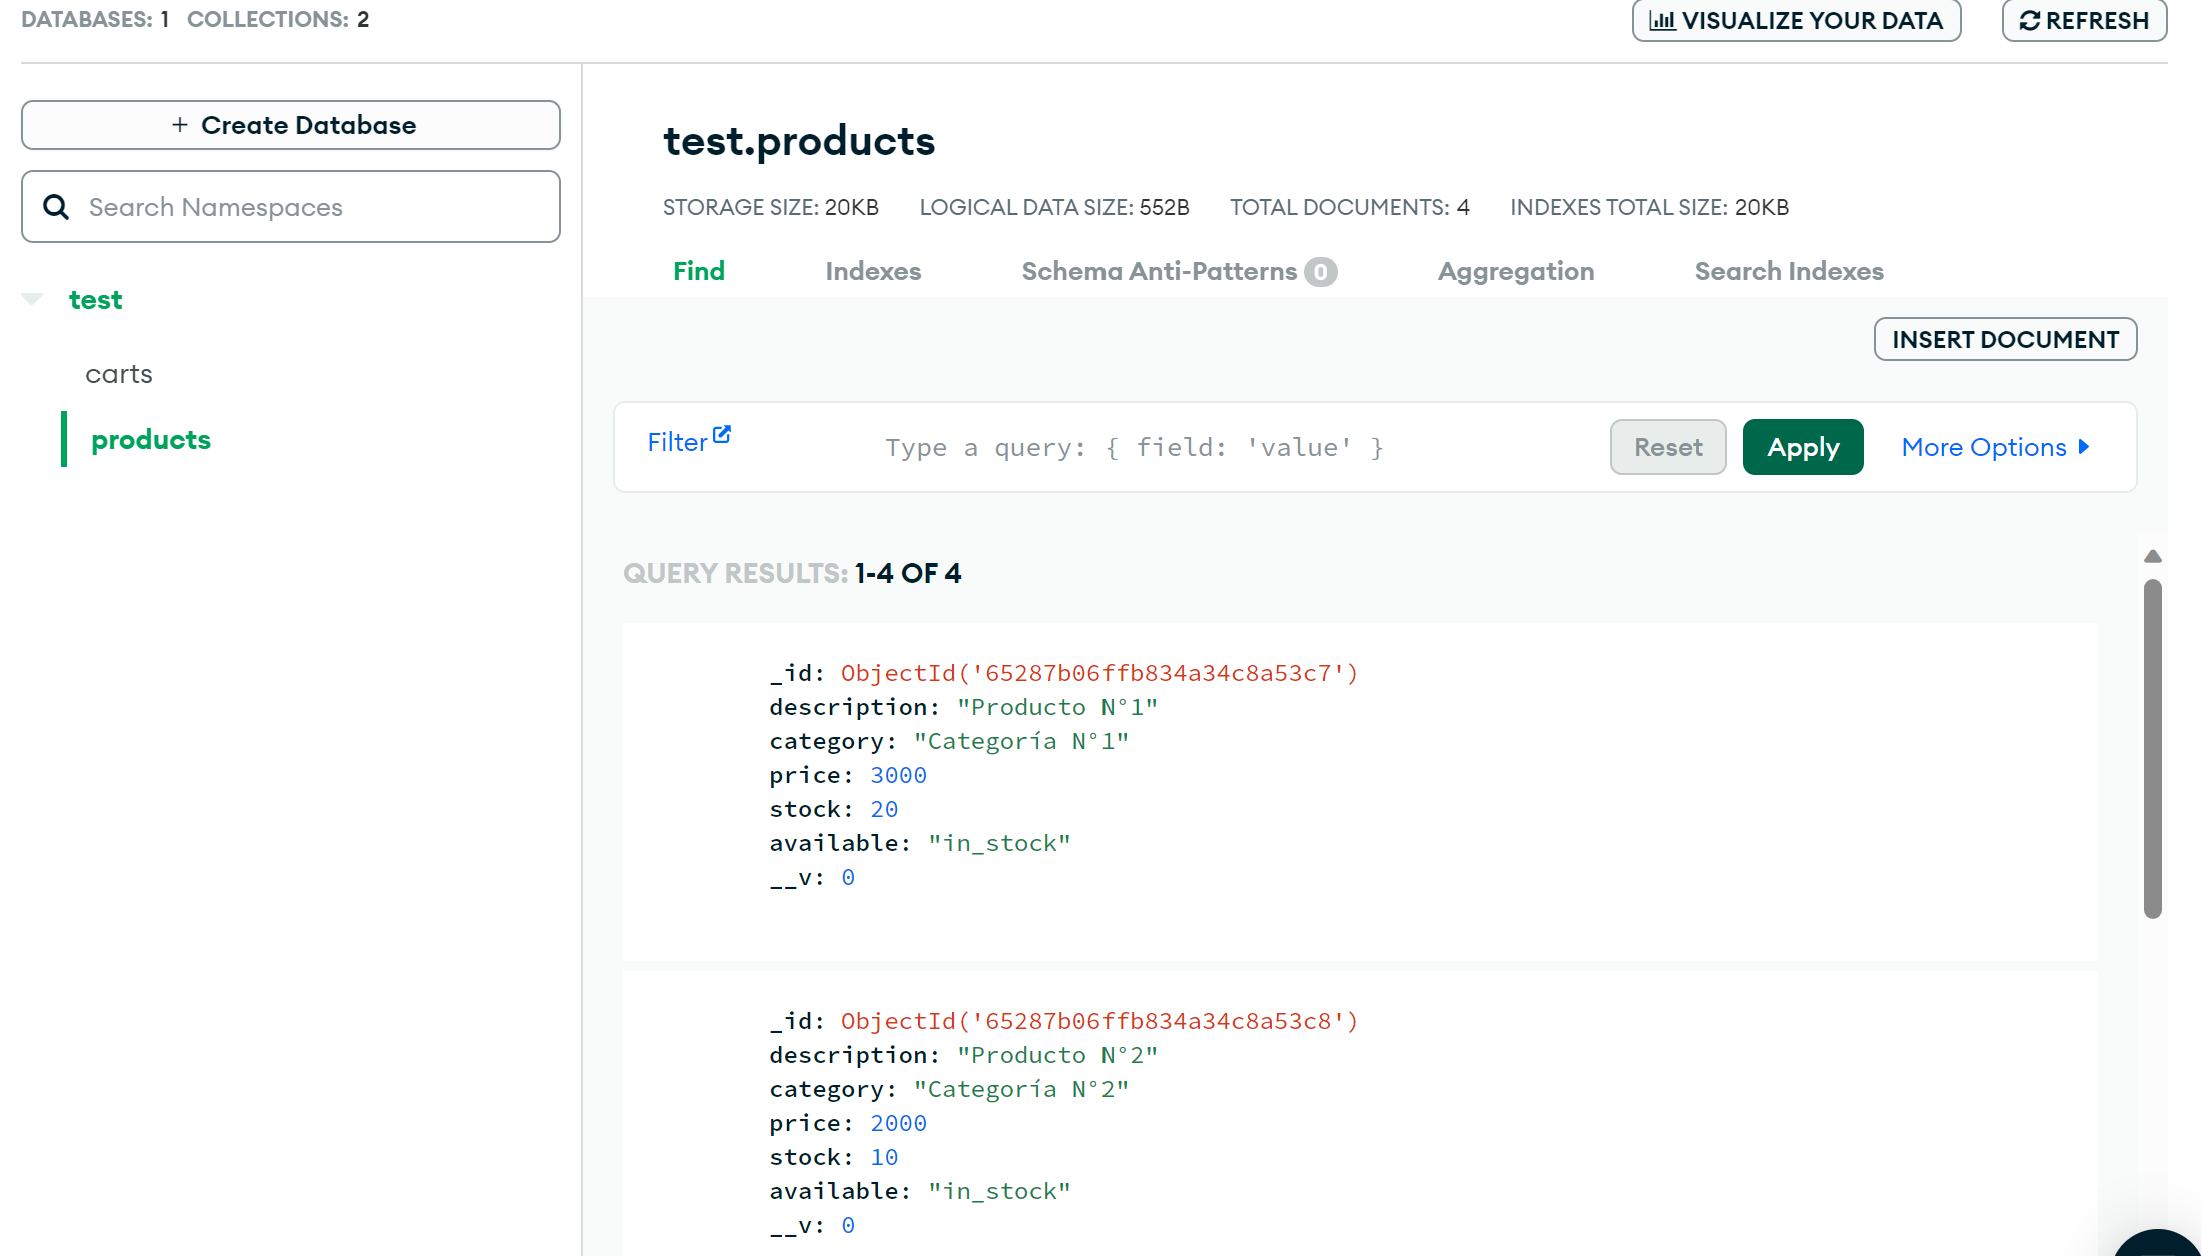 DATABASES: 1 COLLECTIONS: 2
VISUALIZE YOUR DATA
REFRESH
+ Create Database
Search Namespaces
test
carts
products
test.products
STORAGE SIZE: 20KB LOGICAL DATA SIZE: 552B TOTAL DOCUMENTS: 4 INDEXES TOTAL SIZE: 20KB
Find Indexes Schema Anti-Patterns 0 Aggregation Search Indexes
INSERT DOCUMENT
Filter Type a query: { field: 'value' } Reset Apply More Options
QUERY RESULTS: 1-4 OF 4
_id: ObjectId('65287b06ffb834a34c8a53c7')
description: "Producto N°1"
category: "Categoría N°1"
price: 3000
stock: 20
available: "in_stock"
__v: 0
_id: ObjectId('65287b06ffb834a34c8a53c8')
description: "Producto N°2"
category: "Categoría N°2"
price: 2000
stock: 10
available: "in_stock"
__v: 0